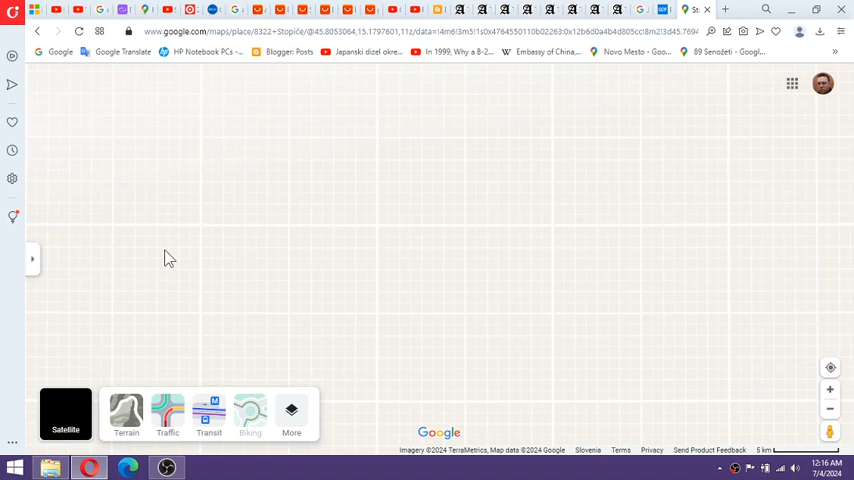 www.google.com/maps/place/8322+Stopiče/@45.8053064,15.1797601,11z/data=!4m6!3m5!1s0x4764550110b02263:0x12b6d0a4b4d805cc!8m2!3d45.7694
Google
Google Translate
HP Notebook PCs -...
Blogger: Posts
Japanski dizel okre...
In 1999, Why a B-2...
Embassy of China,...
Novo Mesto - Goo...
89 Senožeti - Googl...
Satellite
Terrain
Traffic
Transit
Biking
More
Google
Imagery ©2024 TerraMetrics, Map data ©2024 Google
Slovenia
Terms
Privacy
Send Product Feedback
5 km
12:16 AM
7/4/2024